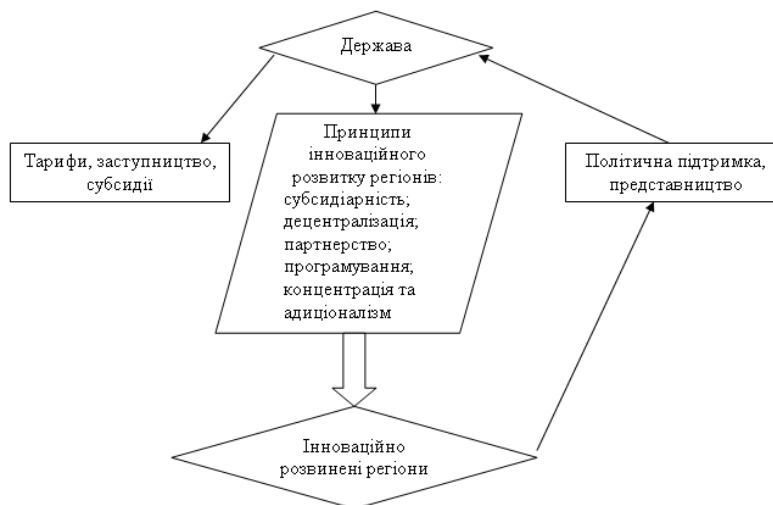 Держава
Тарифи, заступництво,
субсидії
Принципи
інноваційного
розвитку регіонів:
субсидіарність;
децентралізація;
партнерство;
програмування;
концентрація та
адиціоналізм
Політична підтримка,
представництво
Інноваційно
розвинені регіони